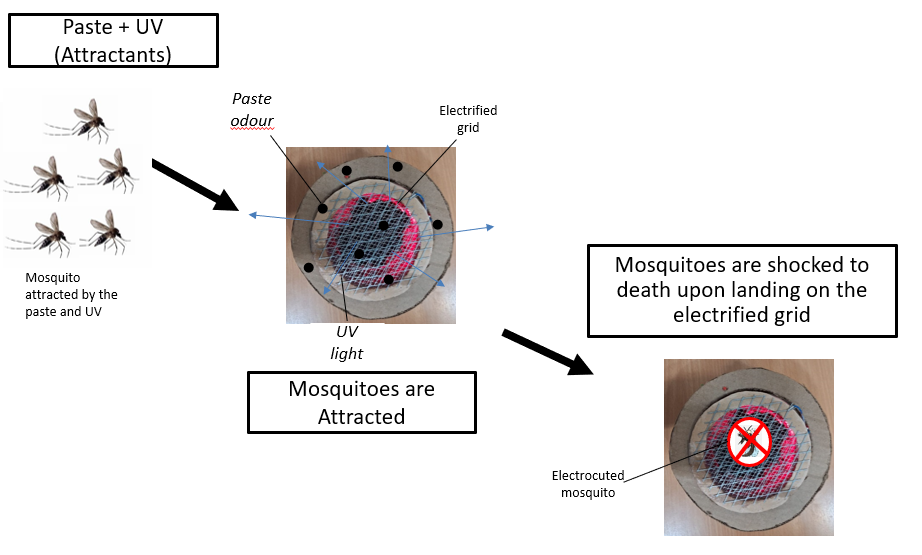 Paste + UV
(Attractants)
Paste
odour
Electrified
grid
Mosquito
attracted by the
paste and UV
UV
light
Mosquitoes are
Attracted
Mosquitoes are shocked to
death upon landing on the
electrified grid
Electrocuted
mosquito